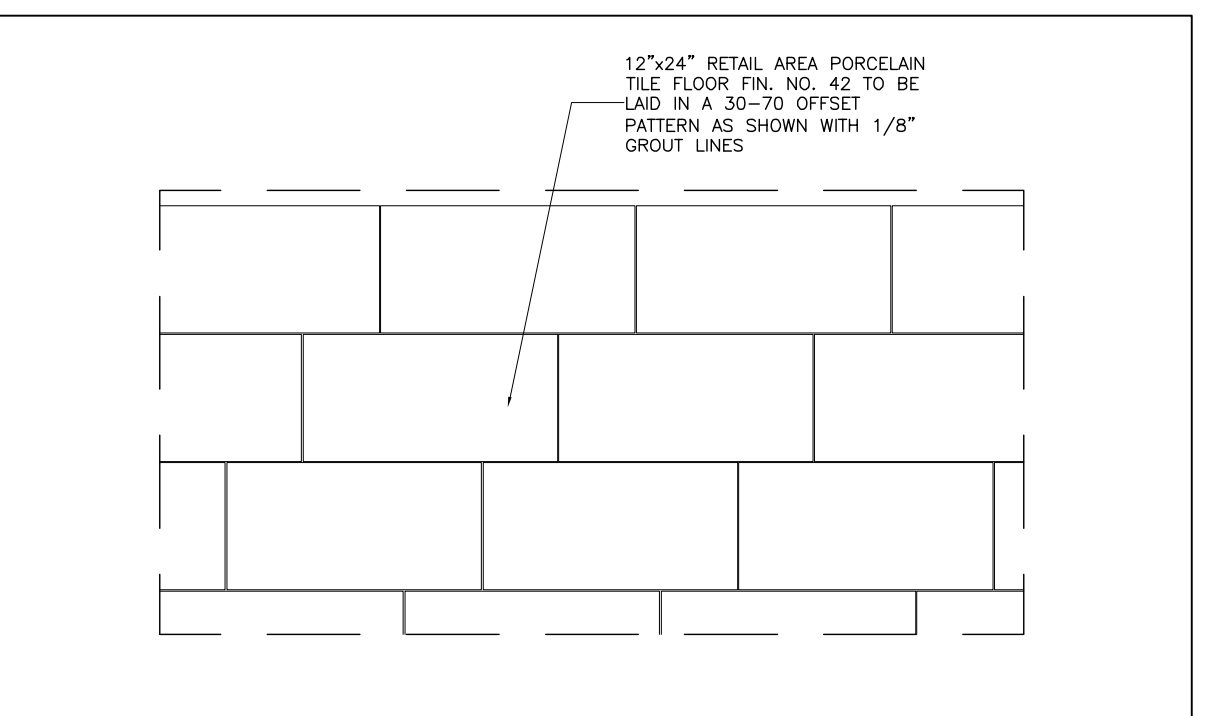 12”x24” RETAIL AREA PORCELAIN
TILE FLOOR FIN. NO. 42 TO BE
LAID IN A 30-70 OFFSET
PATTERN AS SHOWN WITH 1/8”
GROUT LINES